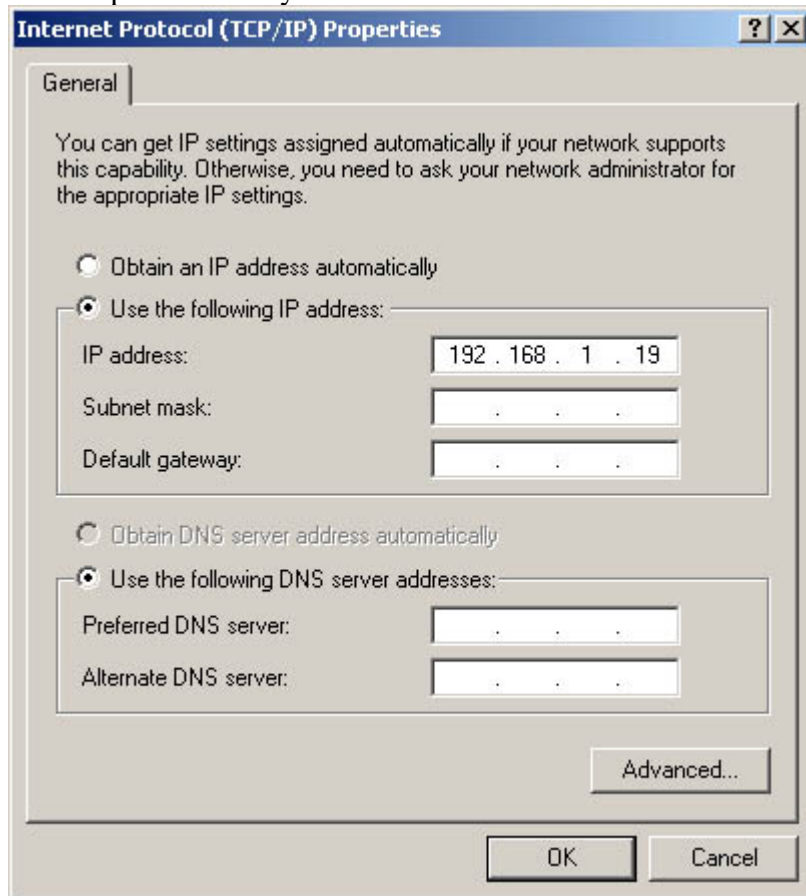 Internet Protocol (TCP/IP) Properties
General
You can get IP settings assigned automatically if your network supports
this capability. Otherwise, you need to ask your network administrator for
the appropriate IP settings.
Obtain an IP address automatically
Use the following IP address:
IP address: 192 . 168 . 1 . 19
Subnet mask: . . .
Default gateway: . . .
Obtain DNS server address automatically
Use the following DNS server addresses:
Preferred DNS server: . . .
Alternate DNS server: . . .
Advanced...
OK Cancel